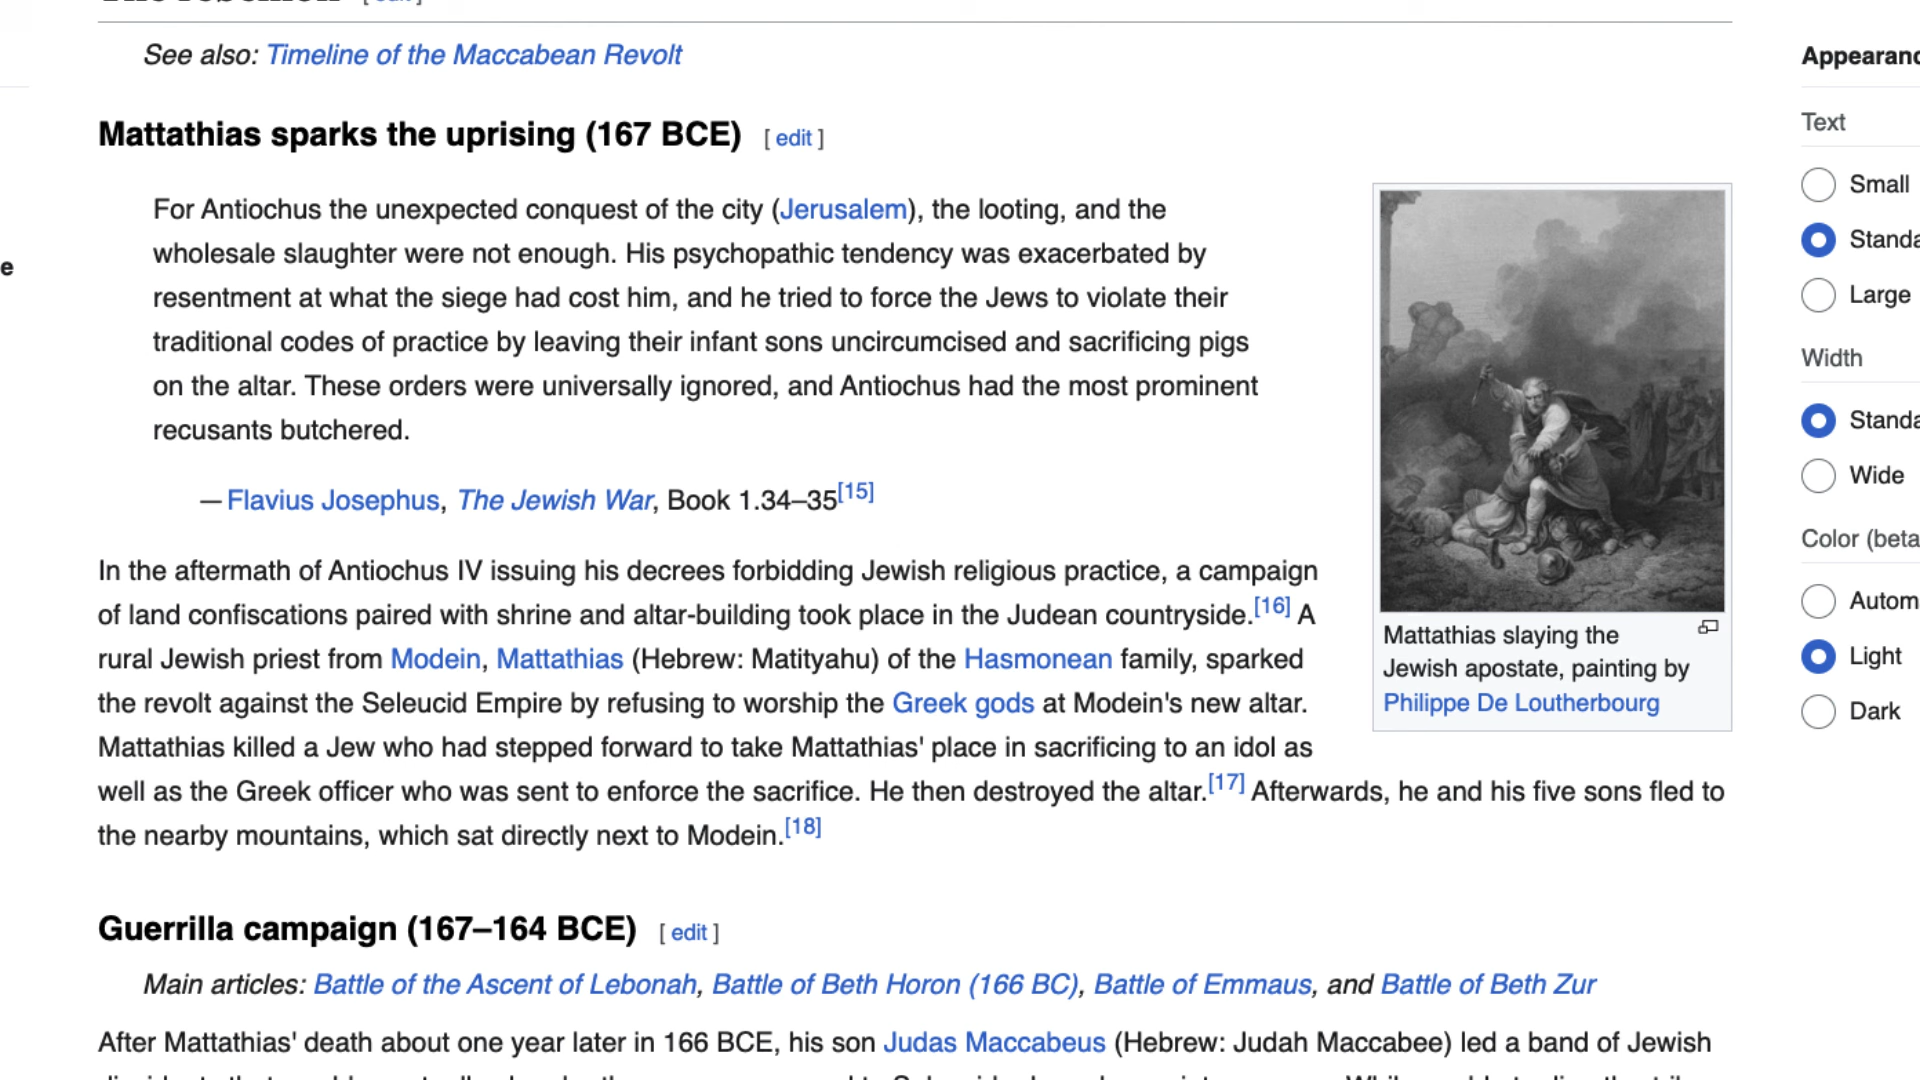 [ edit ]
See also: Timeline of the Maccabean Revolt
Mattathias sparks the uprising (167 BCE) [ edit ]
For Antiochus the unexpected conquest of the city (Jerusalem), the looting, and the
wholesale slaughter were not enough. His psychopathic tendency was exacerbated by
resentment at what the siege had cost him, and he tried to force the Jews to violate their
traditional codes of practice by leaving their infant sons uncircumcised and sacrificing pigs
on the altar. These orders were universally ignored, and Antiochus had the most prominent
recusants butchered.
— Flavius Josephus, The Jewish War, Book 1.34–35[15]
In the aftermath of Antiochus IV issuing his decrees forbidding Jewish religious practice, a campaign
of land confiscations paired with shrine and altar-building took place in the Judean countryside.[16] A
rural Jewish priest from Modein, Mattathias (Hebrew: Matityahu) of the Hasmonean family, sparked
the revolt against the Seleucid Empire by refusing to worship the Greek gods at Modein's new altar.
Mattathias killed a Jew who had stepped forward to take Mattathias' place in sacrificing to an idol as
well as the Greek officer who was sent to enforce the sacrifice. He then destroyed the altar.[17] Afterwards, he and his five sons fled to
the nearby mountains, which sat directly next to Modein.[18]
Mattathias slaying the
Jewish apostate, painting by
Philippe De Loutherbourg
Guerrilla campaign (167–164 BCE) [ edit ]
Main articles: Battle of the Ascent of Lebonah, Battle of Beth Horon (166 BC), Battle of Emmaus, and Battle of Beth Zur
After Mattathias' death about one year later in 166 BCE, his son Judas Maccabeus (Hebrew: Judah Maccabee) led a band of Jewish
e
Appearanc
Text
Small
Standa
Large
Width
Standa
Wide
Color (beta
Autom
Light
Dark